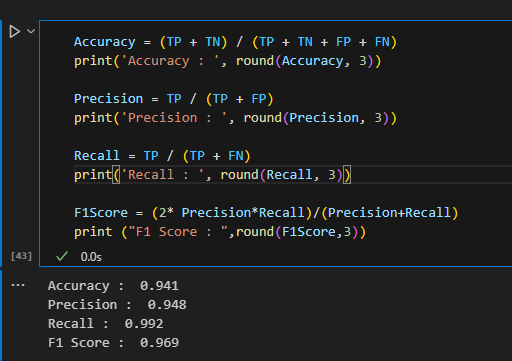 Accuracy = (TP + TN) / (TP + TN + FP + FN)
print('Accuracy : ', round(Accuracy, 3))
Precision = TP / (TP + FP)
print('Precision : ', round(Precision, 3))
Recall = TP / (TP + FN)
print('Recall : ', round(Recall, 3))
F1Score = (2* Precision*Recall)/(Precision+Recall)
print ("F1 Score : ",round(F1Score,3))
[43] 0.0s
... Accuracy :  0.941
Precision :  0.948
Recall :  0.992
F1 Score :  0.969